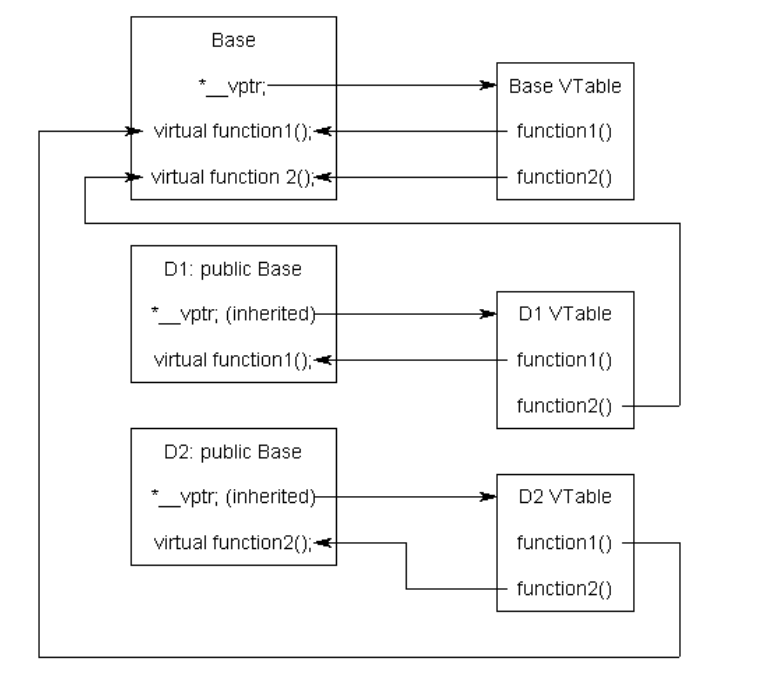 Base
*__vptr;
Base VTable
virtual function1();
function1()
virtual function 2();
function2()
D1: public Base
*__vptr; (inherited)
D1 VTable
virtual function1();
function1()
function2()
D2: public Base
*__vptr; (inherited)
D2 VTable
virtual function2();
function1()
function2()